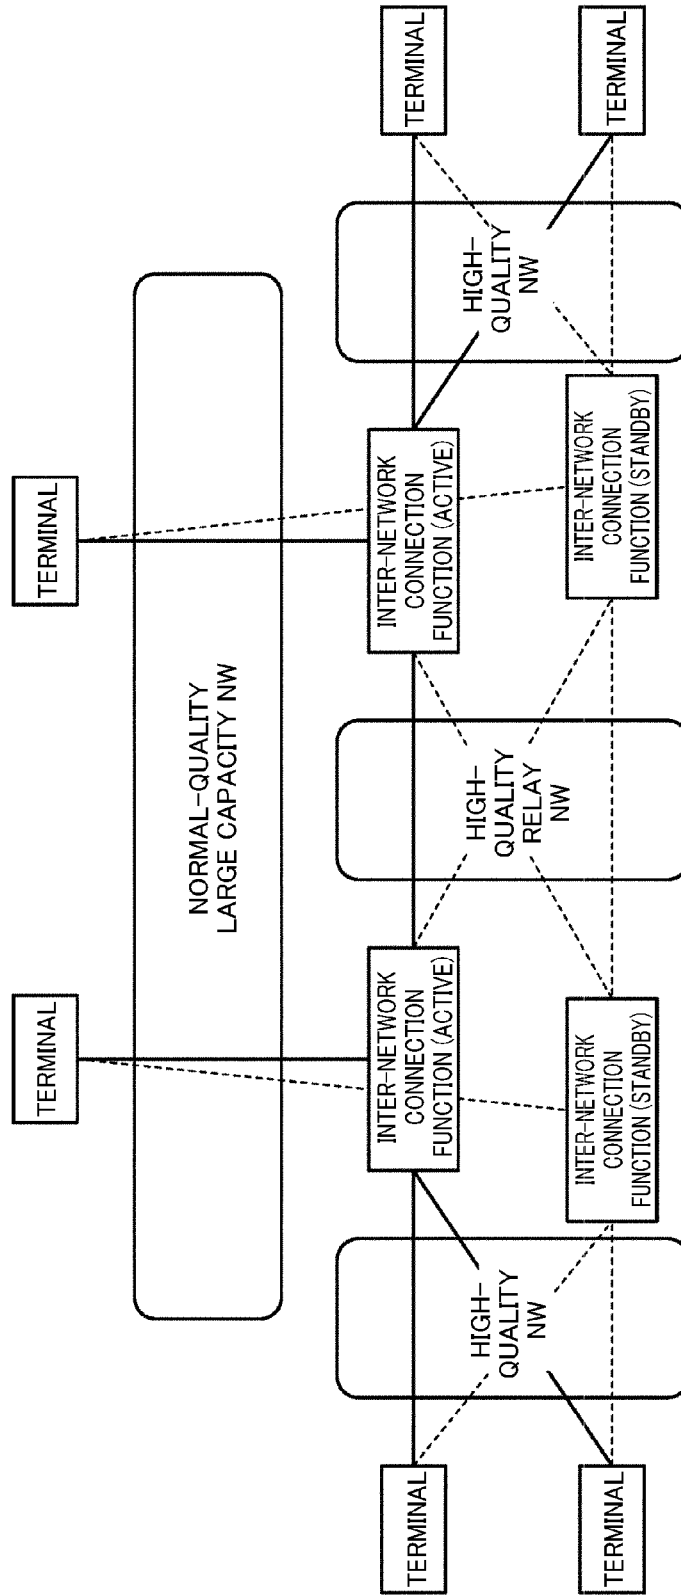 TERMINAL
TERMINAL
NORMAL-QUALITY
LARGE CAPACITY NW
TERMINAL
HIGH-
QUALITY
NW
INTER-NETWORK
CONNECTION
FUNCTION (ACTIVE)
HIGH-
QUALITY
RELAY
NW
INTER-NETWORK
CONNECTION
FUNCTION (ACTIVE)
HIGH-
QUALITY
NW
TERMINAL
TERMINAL
INTER-NETWORK
CONNECTION
FUNCTION (STANDBY)
INTER-NETWORK
CONNECTION
FUNCTION (STANDBY)
TERMINAL